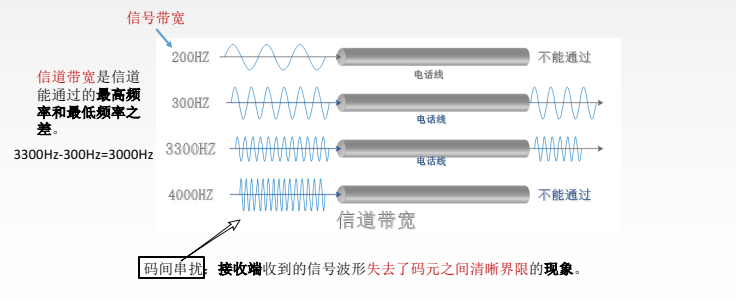 信号带宽
200HZ
电话线
不能通过
信道带宽是信道
能通过的最高频
率和最低频率之
差。
3300Hz-300Hz=3000Hz
300HZ
电话线
3300HZ
电话线
4000HZ
不能通过
信道带宽
码间串扰：接收端收到的信号波形失去了码元之间清晰界限的现象。